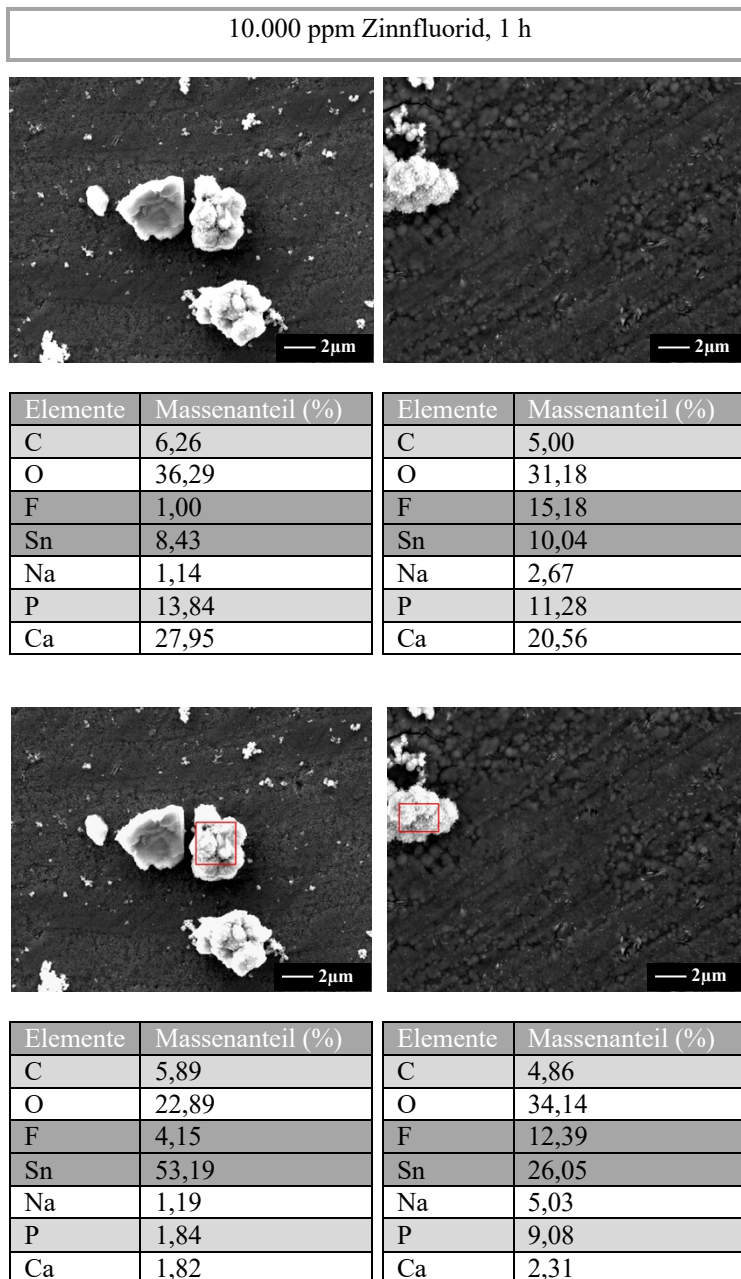 10.000 ppm Zinnfluorid, 1 h
2μm
2μm
Elemente Massenanteil (%)
C 6,26
O 36,29
F 1,00
Sn 8,43
Na 1,14
P 13,84
Ca 27,95
Elemente Massenanteil (%)
C 5,00
O 31,18
F 15,18
Sn 10,04
Na 2,67
P 11,28
Ca 20,56
2μm
2μm
Elemente Massenanteil (%)
C 5,89
O 22,89
F 4,15
Sn 53,19
Na 1,19
P 1,84
Ca 1,82
Elemente Massenanteil (%)
C 4,86
O 34,14
F 12,39
Sn 26,05
Na 5,03
P 9,08
Ca 2,31